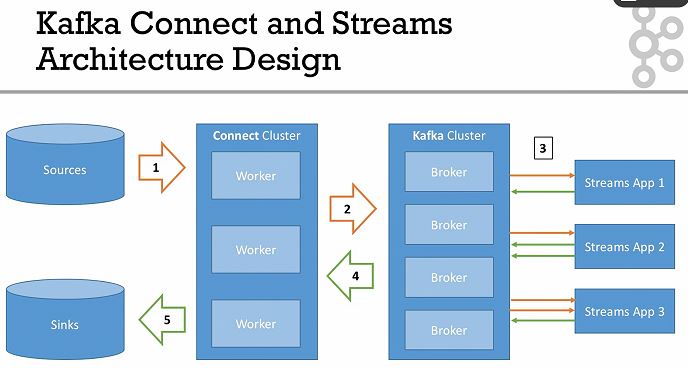 Kafka Connect and Streams
Architecture Design
Sources
1
Connect Cluster
Worker
Worker
Worker
2
4
Kafka Cluster
Broker
Broker
Broker
Broker
3
Streams App 1
Streams App 2
Streams App 3
Sinks
5